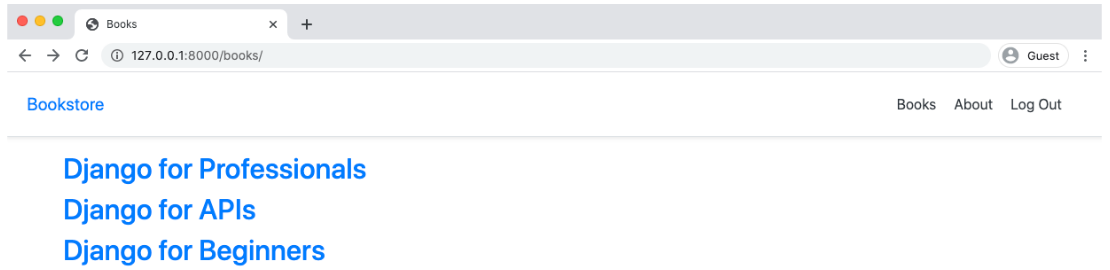 Books
127.0.0.1:8000/books/
Guest
Bookstore
Books About Log Out
Django for Professionals
Django for APIs
Django for Beginners